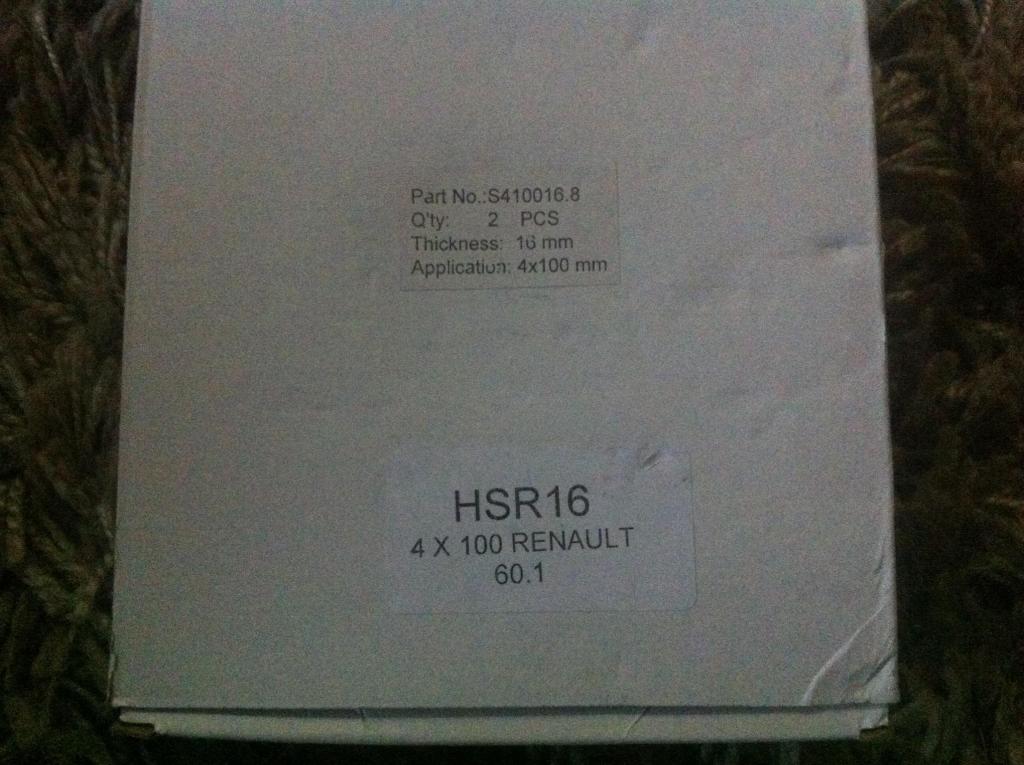 Part No.:S410016.8
Q'ty: 2 PCS
Thickness: 16 mm
Application: 4x100 mm
HSR16
4 X 100 RENAULT
60.1